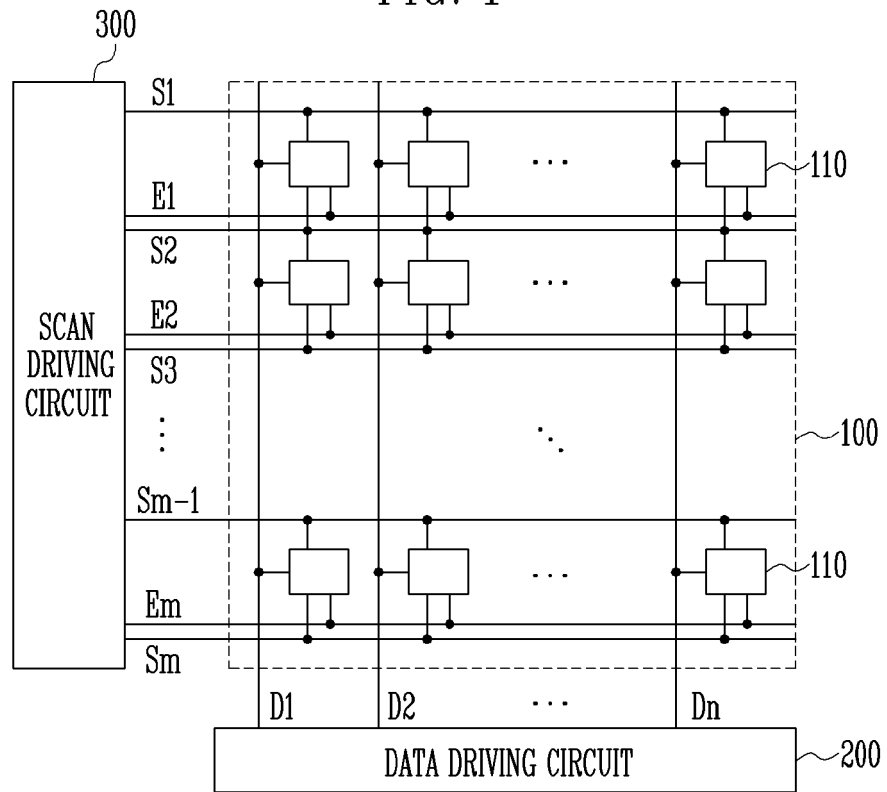 FIG. 1
300
S1
110
E1
S2
E2
S3
SCAN
DRIVING
CIRCUIT
100
Sm-1
110
Em
Sm
D1 D2 ... Dn
DATA DRIVING CIRCUIT
200